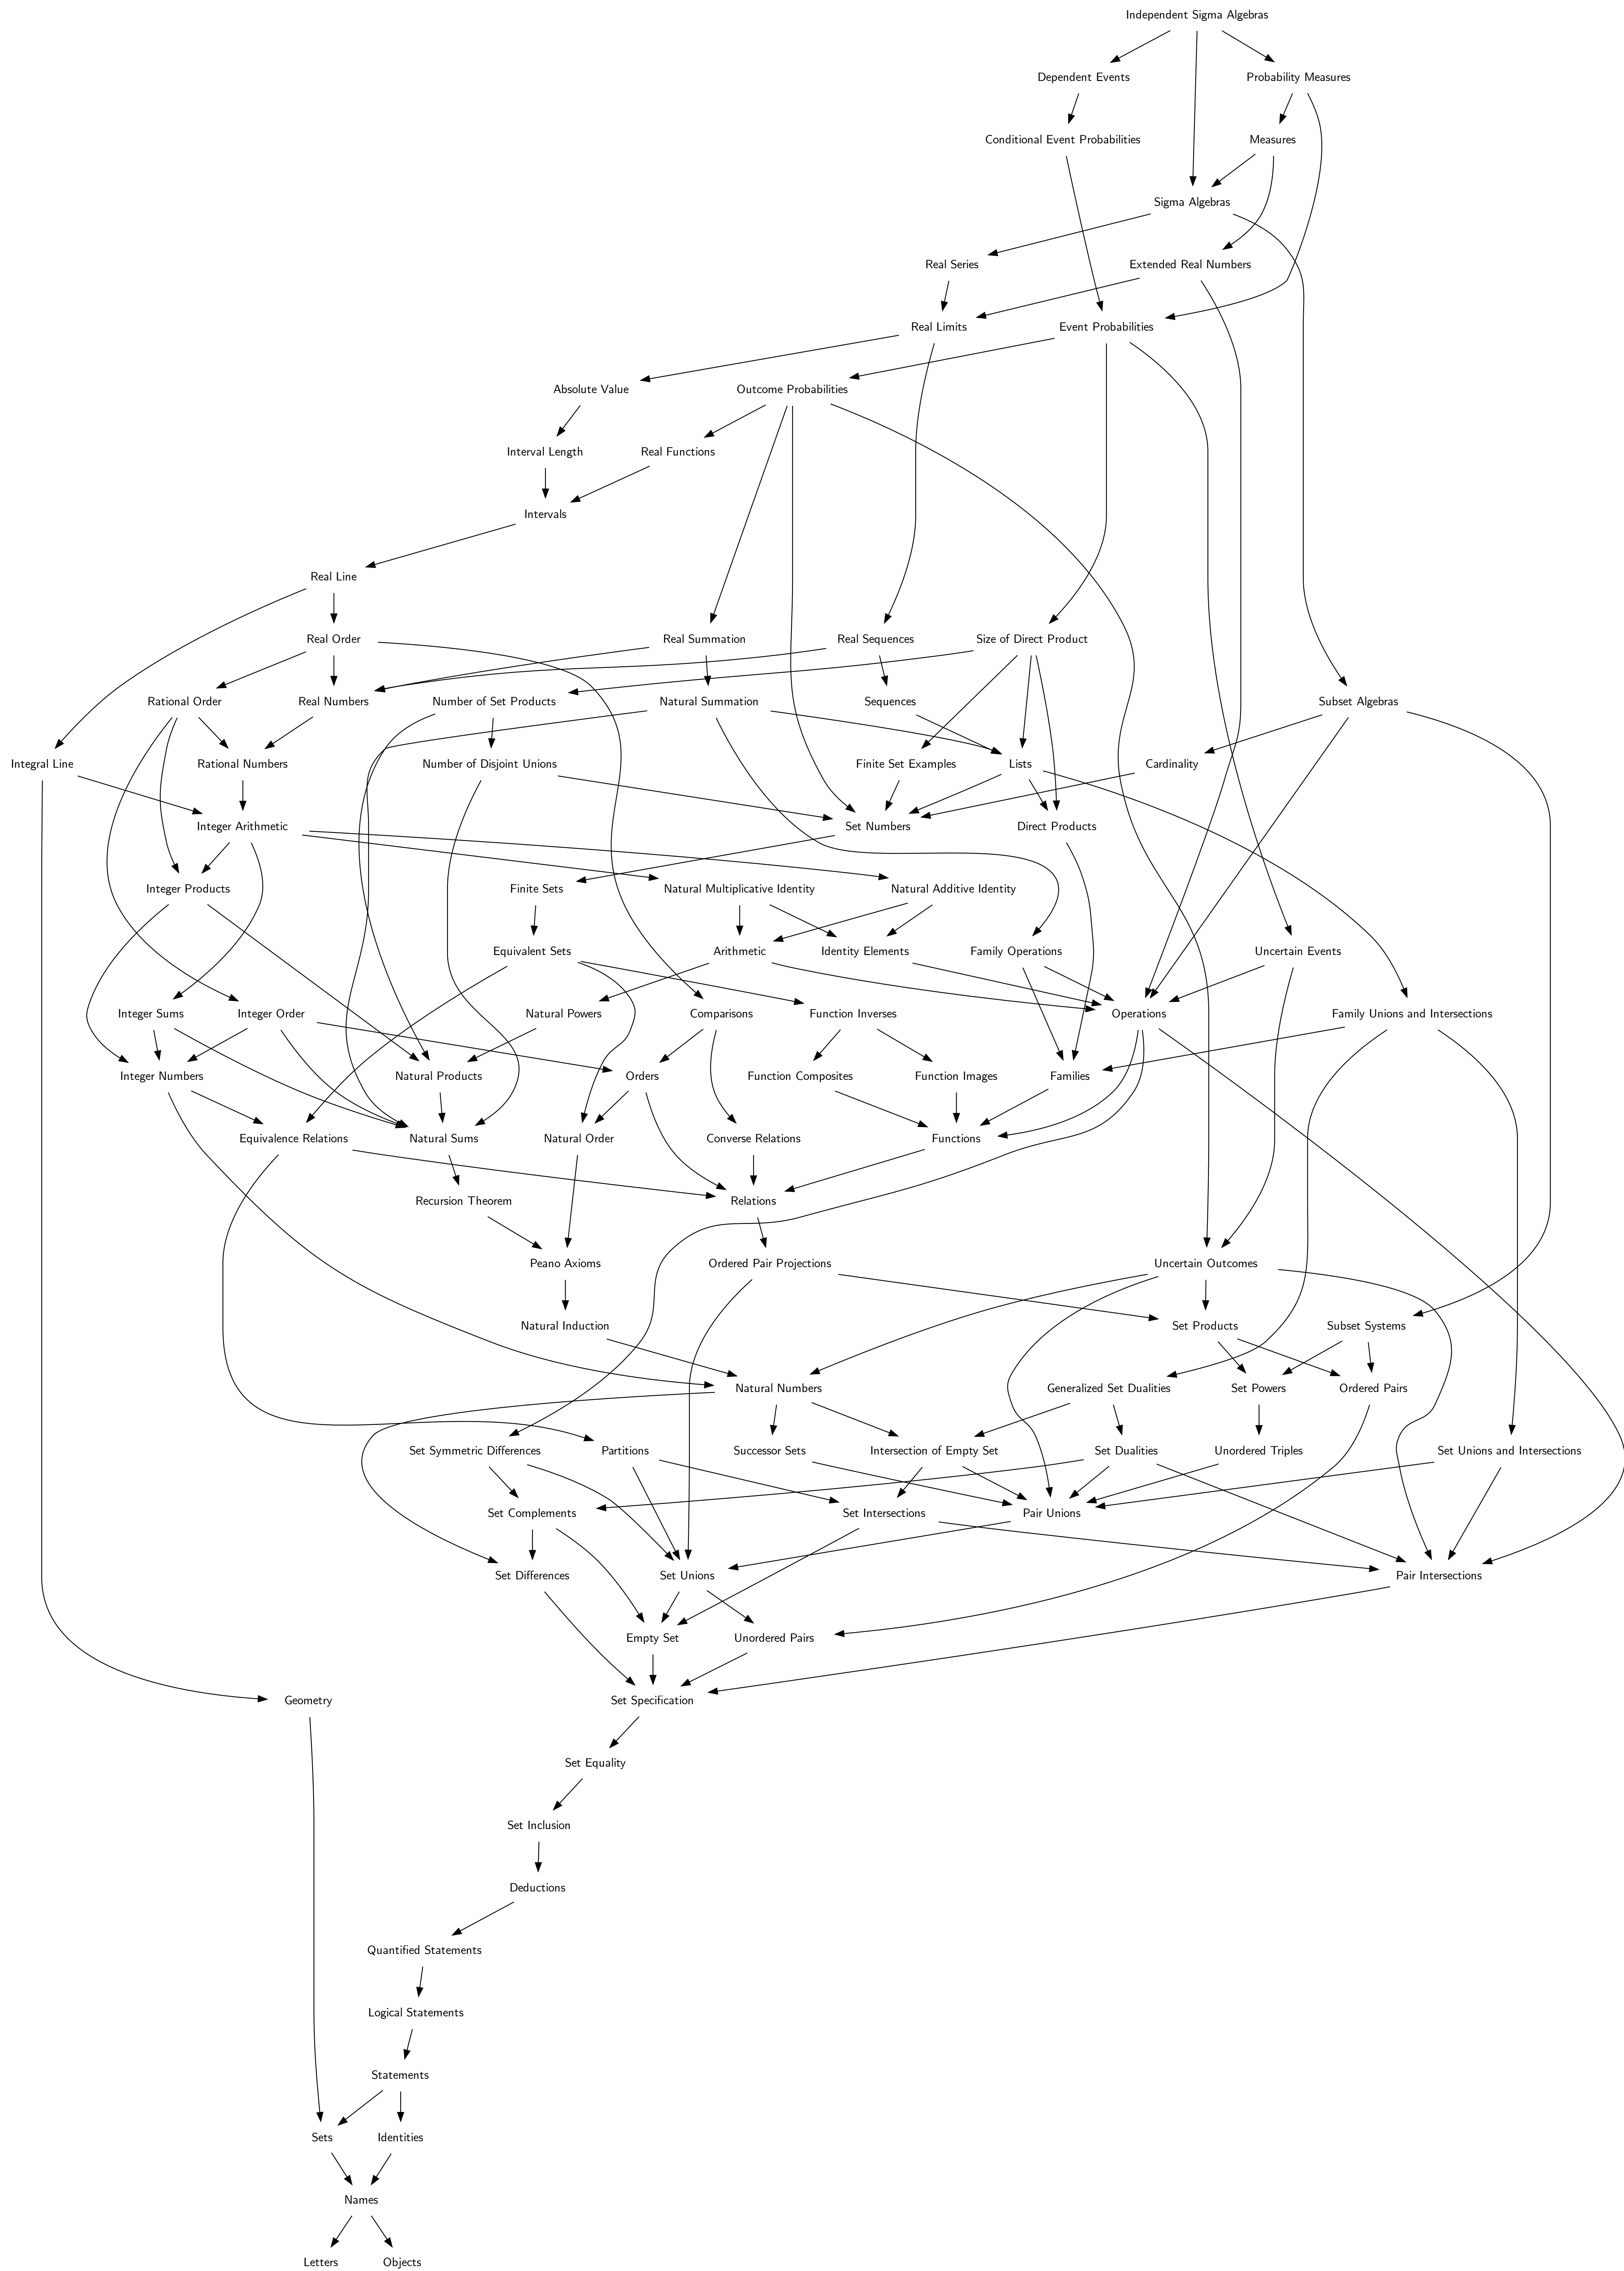 Independent Sigma Algebras
Dependent Events
Probability Measures
Conditional Event Probabilities
Measures
Sigma Algebras
Real Series
Extended Real Numbers
Real Limits
Event Probabilities
Absolute Value
Outcome Probabilities
Interval Length
Real Functions
Intervals
Real Line
Real Order
Real Summation
Real Sequences
Size of Direct Product
Rational Order
Real Numbers
Number of Set Products
Natural Summation
Sequences
Subset Algebras
Integral Line
Rational Numbers
Number of Disjoint Unions
Finite Set Examples
Lists
Cardinality
Integer Arithmetic
Set Numbers
Direct Products
Integer Products
Finite Sets
Natural Multiplicative Identity
Natural Additive Identity
Equivalent Sets
Arithmetic
Identity Elements
Family Operations
Uncertain Events
Integer Sums
Integer Order
Natural Powers
Comparisons
Function Inverses
Operations
Family Unions and Intersections
Integer Numbers
Natural Products
Orders
Function Composites
Function Images
Families
Equivalence Relations
Natural Sums
Natural Order
Converse Relations
Functions
Recursion Theorem
Relations
Peano Axioms
Ordered Pair Projections
Uncertain Outcomes
Natural Induction
Set Products
Subset Systems
Natural Numbers
Generalized Set Dualities
Set Powers
Ordered Pairs
Set Symmetric Differences
Partitions
Successor Sets
Intersection of Empty Set
Set Dualities
Unordered Triples
Set Unions and Intersections
Set Complements
Set Intersections
Pair Unions
Set Differences
Set Unions
Pair Intersections
Empty Set
Unordered Pairs
Geometry
Set Specification
Set Equality
Set Inclusion
Deductions
Quantified Statements
Logical Statements
Statements
Sets
Identities
Names
Letters
Objects